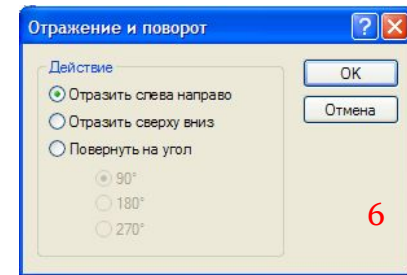 Отражение и поворот
Действие
Отразить слева направо
Отразить сверху вниз
Повернуть на угол
90°
180°
270°
OK
Отмена
6